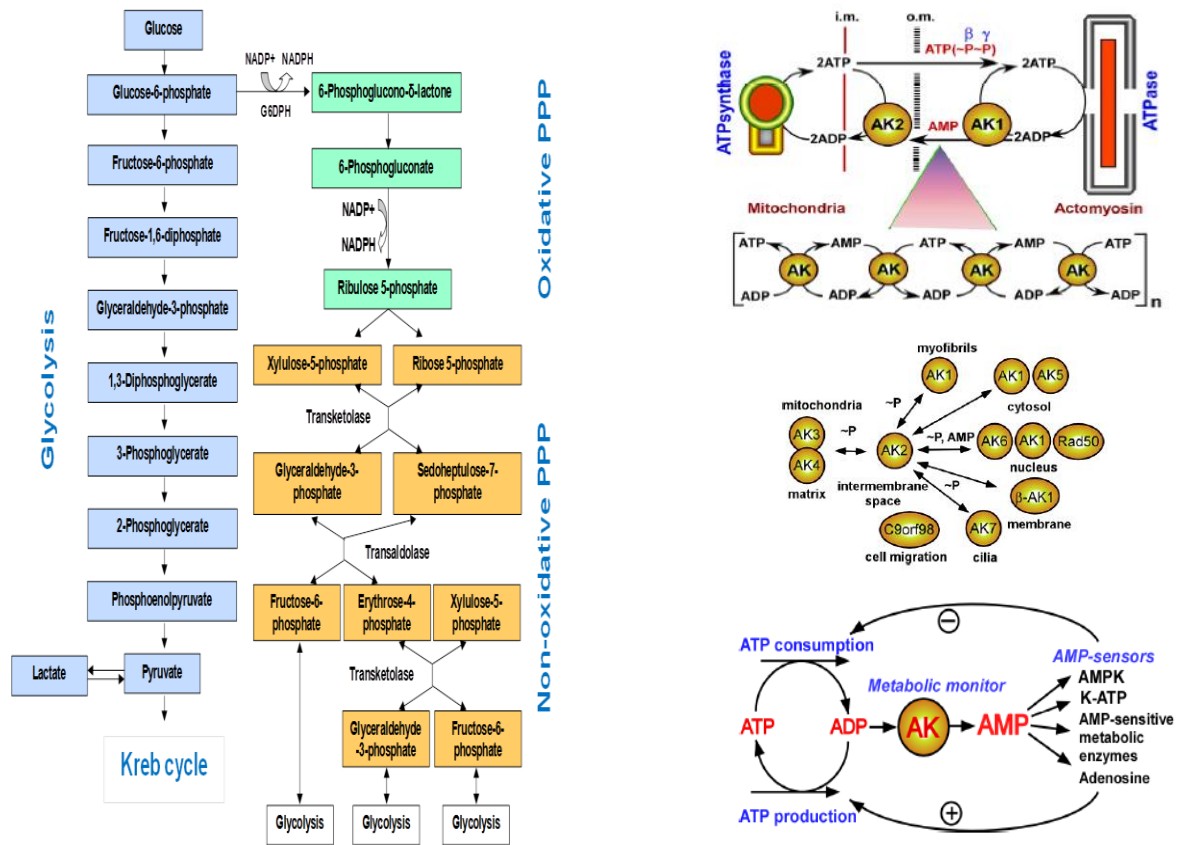 Glucose
Glucose-6-phosphate
Fructose-6-phosphate
Fructose-1,6-diphosphate
Glyceraldehyde-3-phosphate
1,3-Diphosphoglycerate
3-Phosphoglycerate
2-Phosphoglycerate
Phosphoenolpyruvate
Lactate
Pyruvate
Kreb cycle
Glycolysis
NADP+
NADPH
G6DPH
6-Phosphoglucono-δ-lactone
6-Phosphogluconate
NADP+
NADPH
Ribulose 5-phosphate
Oxidative PPP
Xylulose-5-phosphate
Ribose 5-phosphate
Transketolase
Glyceraldehyde-3-
phosphate
Sedoheptulose-7-
phosphate
Transaldolase
Fructose-6-
phosphate
Erythrose-4-
phosphate
Xylulose-5-
phosphate
Transketolase
Glyceraldehyde
-3-phosphate
Fructose-6-
phosphate
Glycolysis
Glycolysis
Glycolysis
Non-oxidative PPP
i.m.
o.m.
β γ
ATP(~P~P)
2ATP
2ATP
ATPsynthase
AK2
AMP
AK1
ATPase
2ADP
2ADP
Mitochondria
Actomyosin
ATP
AMP
ATP
AMP
ATP
AK
AK
AK
AK
ADP
ADP
ADP
ADP
ADP
n
myofibrils
AK1
AK1
AK5
cytosol
mitochondria
~P
AK3
~P
AK4
matrix
AK2
intermembrane
space
~P, AMP
AK6
AK1
Rad50
nucleus
~P
β-AK1
membrane
C9orf98
cell migration
AK7
cilia
−
ATP consumption
AMP-sensors
Metabolic monitor
AMPK
K-ATP
ATP
ADP
AK
AMP
AMP-sensitive
metabolic
enzymes
Adenosine
ATP production
+